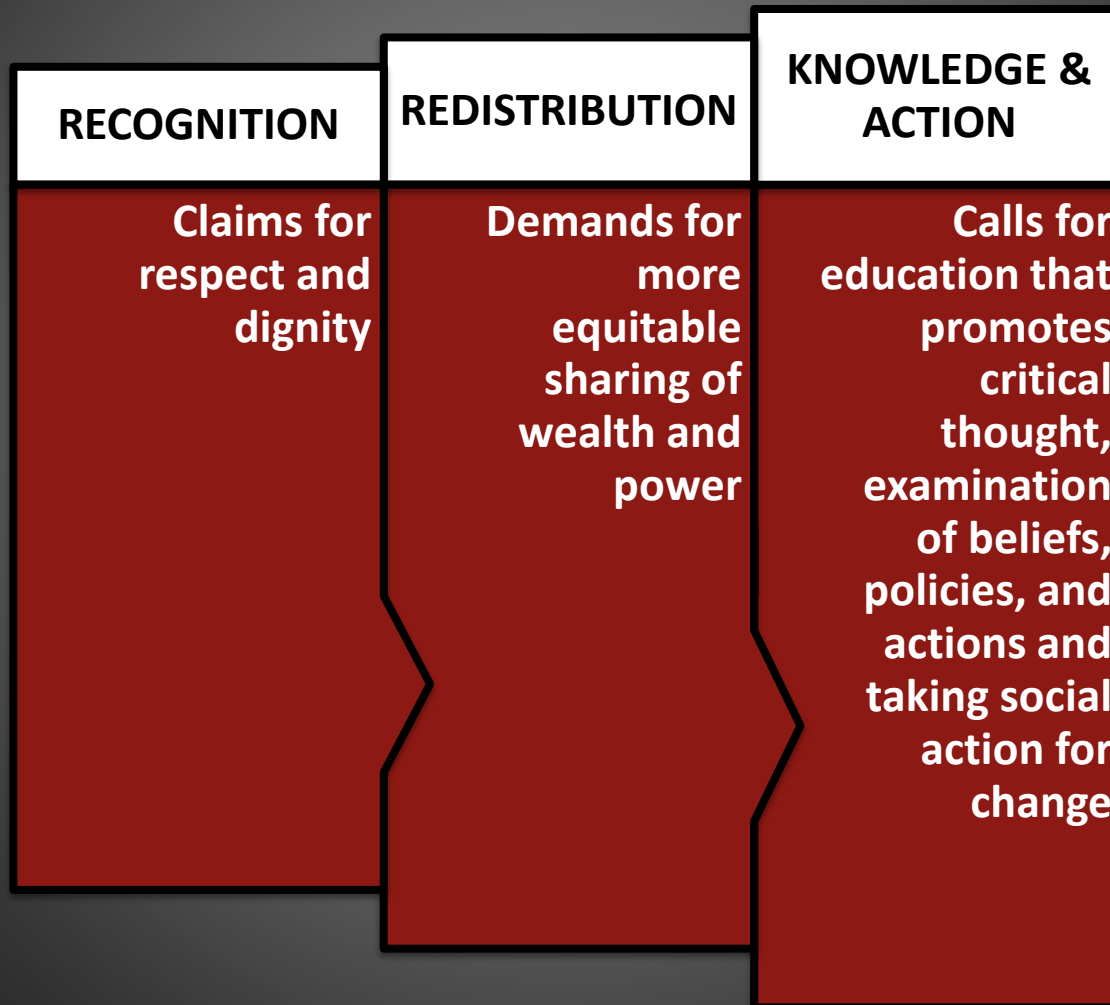 RECOGNITION
Claims for
respect and
dignity
REDISTRIBUTION
Demands for
more
equitable
sharing of
wealth and
power
KNOWLEDGE &
ACTION
Calls for
education that
promotes
critical
thought,
examination
of beliefs,
policies, and
actions and
taking social
action for
change